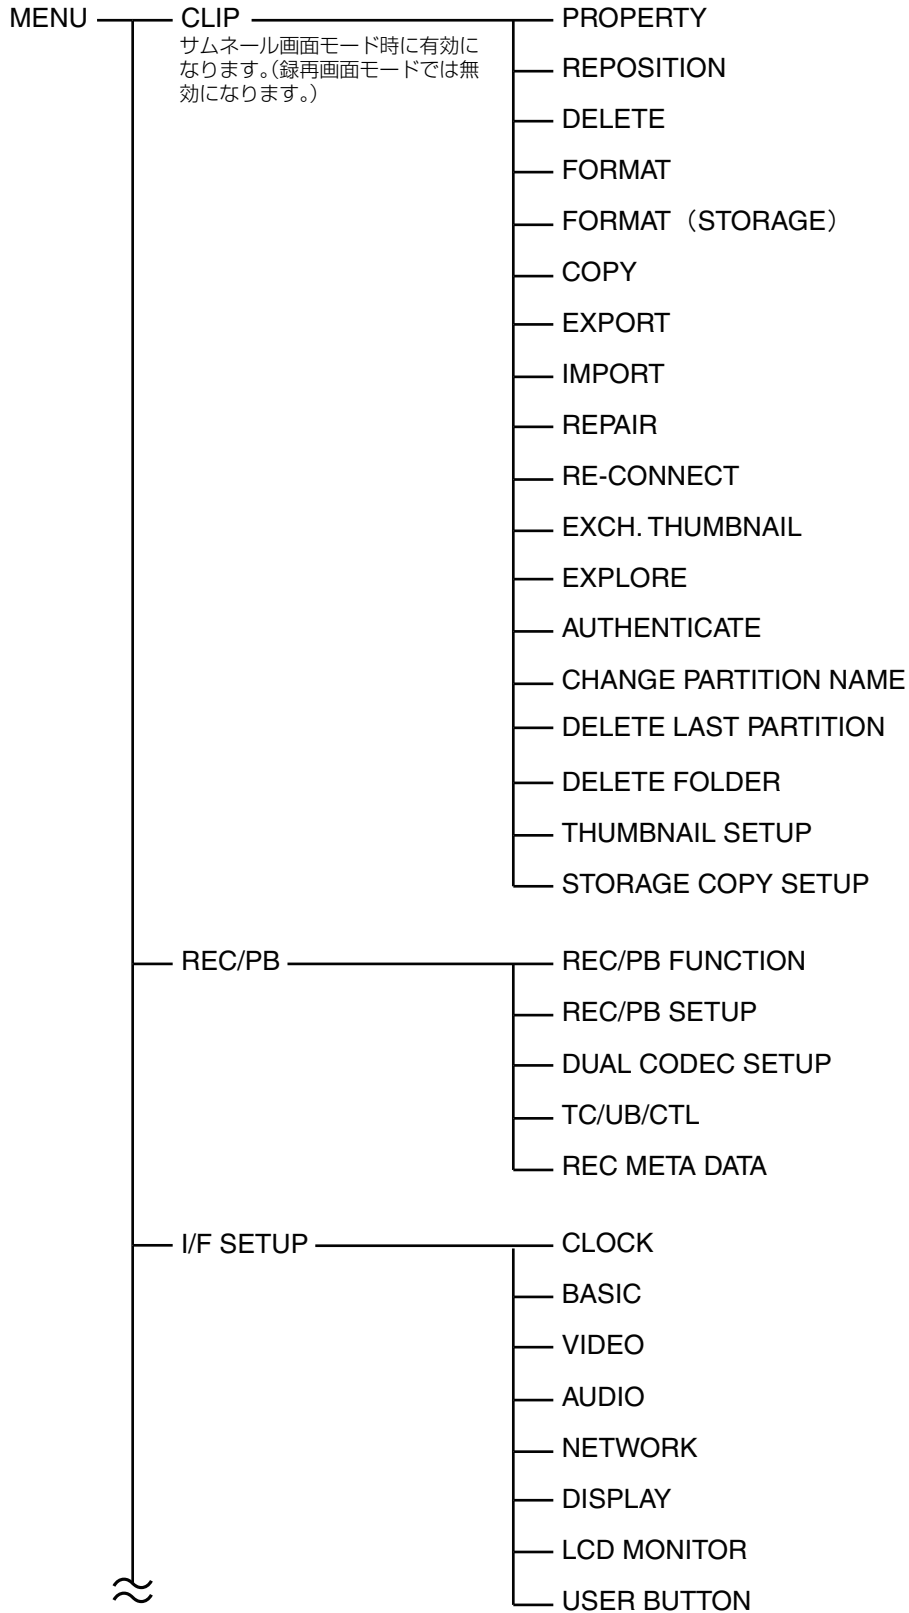 MENU
CLIP
サムネール画面モード時に有効に
なります。（録再画面モードでは無
効になります。）
PROPERTY
REPOSITION
DELETE
FORMAT
FORMAT（STORAGE）
COPY
EXPORT
IMPORT
REPAIR
RE-CONNECT
EXCH. THUMBNAIL
EXPLORE
AUTHENTICATE
CHANGE PARTITION NAME
DELETE LAST PARTITION
DELETE FOLDER
THUMBNAIL SETUP
STORAGE COPY SETUP
REC/PB
REC/PB FUNCTION
REC/PB SETUP
DUAL CODEC SETUP
TC/UB/CTL
REC META DATA
I/F SETUP
CLOCK
BASIC
VIDEO
AUDIO
NETWORK
DISPLAY
LCD MONITOR
USER BUTTON